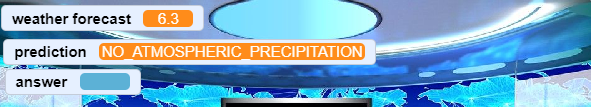 weather forecast 6.3
prediction NO_ATMOSPHERIC_PRECIPITATION
answer